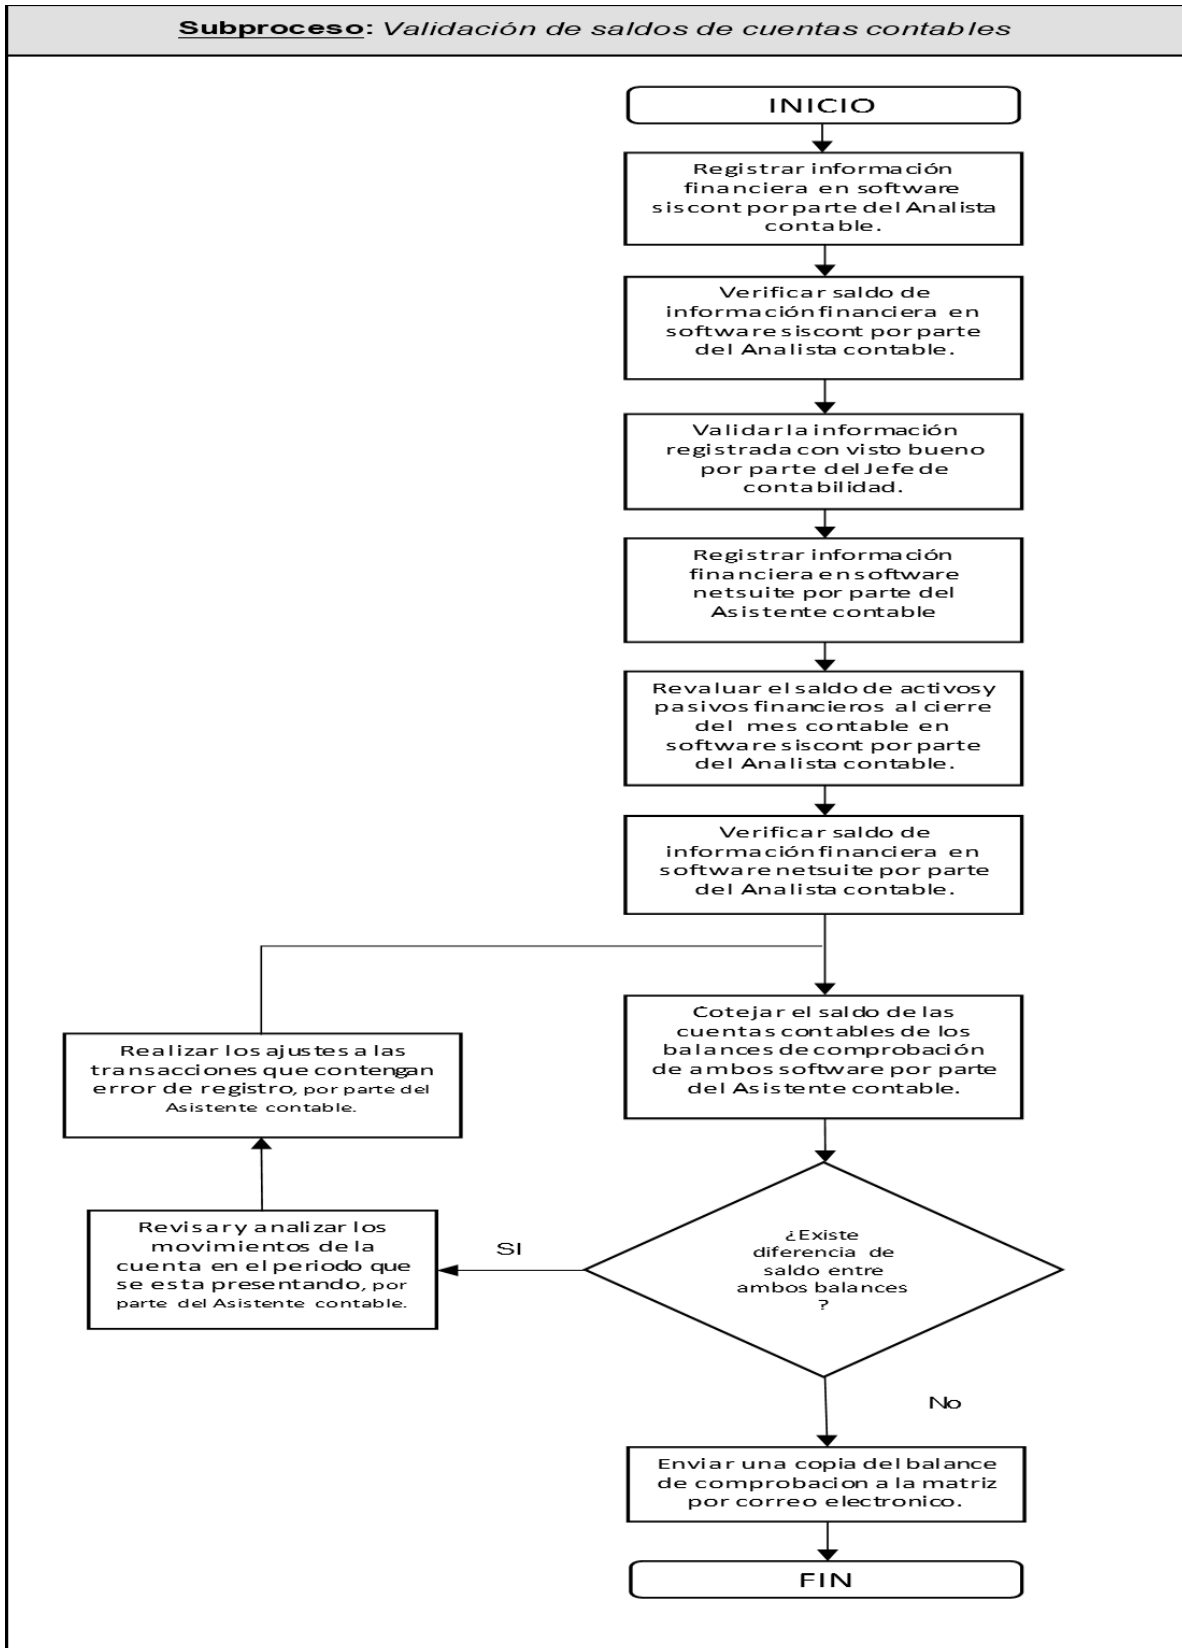 Subproceso: Validación de saldos de cuentas contables
INICIO
Registrar información
financiera en software
siscont por parte del Analista
contable.
Verificar saldo de
información financiera en
software siscont por parte
del Analista contable.
Validar la información
registrada con visto bueno
por parte del Jefe de
contabilidad.
Registrar información
financiera en software
netsuite por parte del
Asistente contable
Revaluar el saldo de activos y
pasivos financieros al cierre
del mes contable en
software siscont por parte
del Analista contable.
Verificar saldo de
información financiera en
software netsuite por parte
del Analista contable.
Cotejar el saldo de las
cuentas contables de los
balances de comprobación
de ambos software por parte
del Asistente contable.
Realizar los ajustes a las
transacciones que contengan
error de registro, por parte del
Asistente contable.
Revisar y analizar los
movimientos de la
cuenta en el periodo que
se esta presentando, por
parte del Asistente contable.
SI
¿Existe
diferencia de
saldo entre
ambos balances
?
No
Enviar una copia del balance
de comprobacion a la matriz
por correo electronico.
FIN